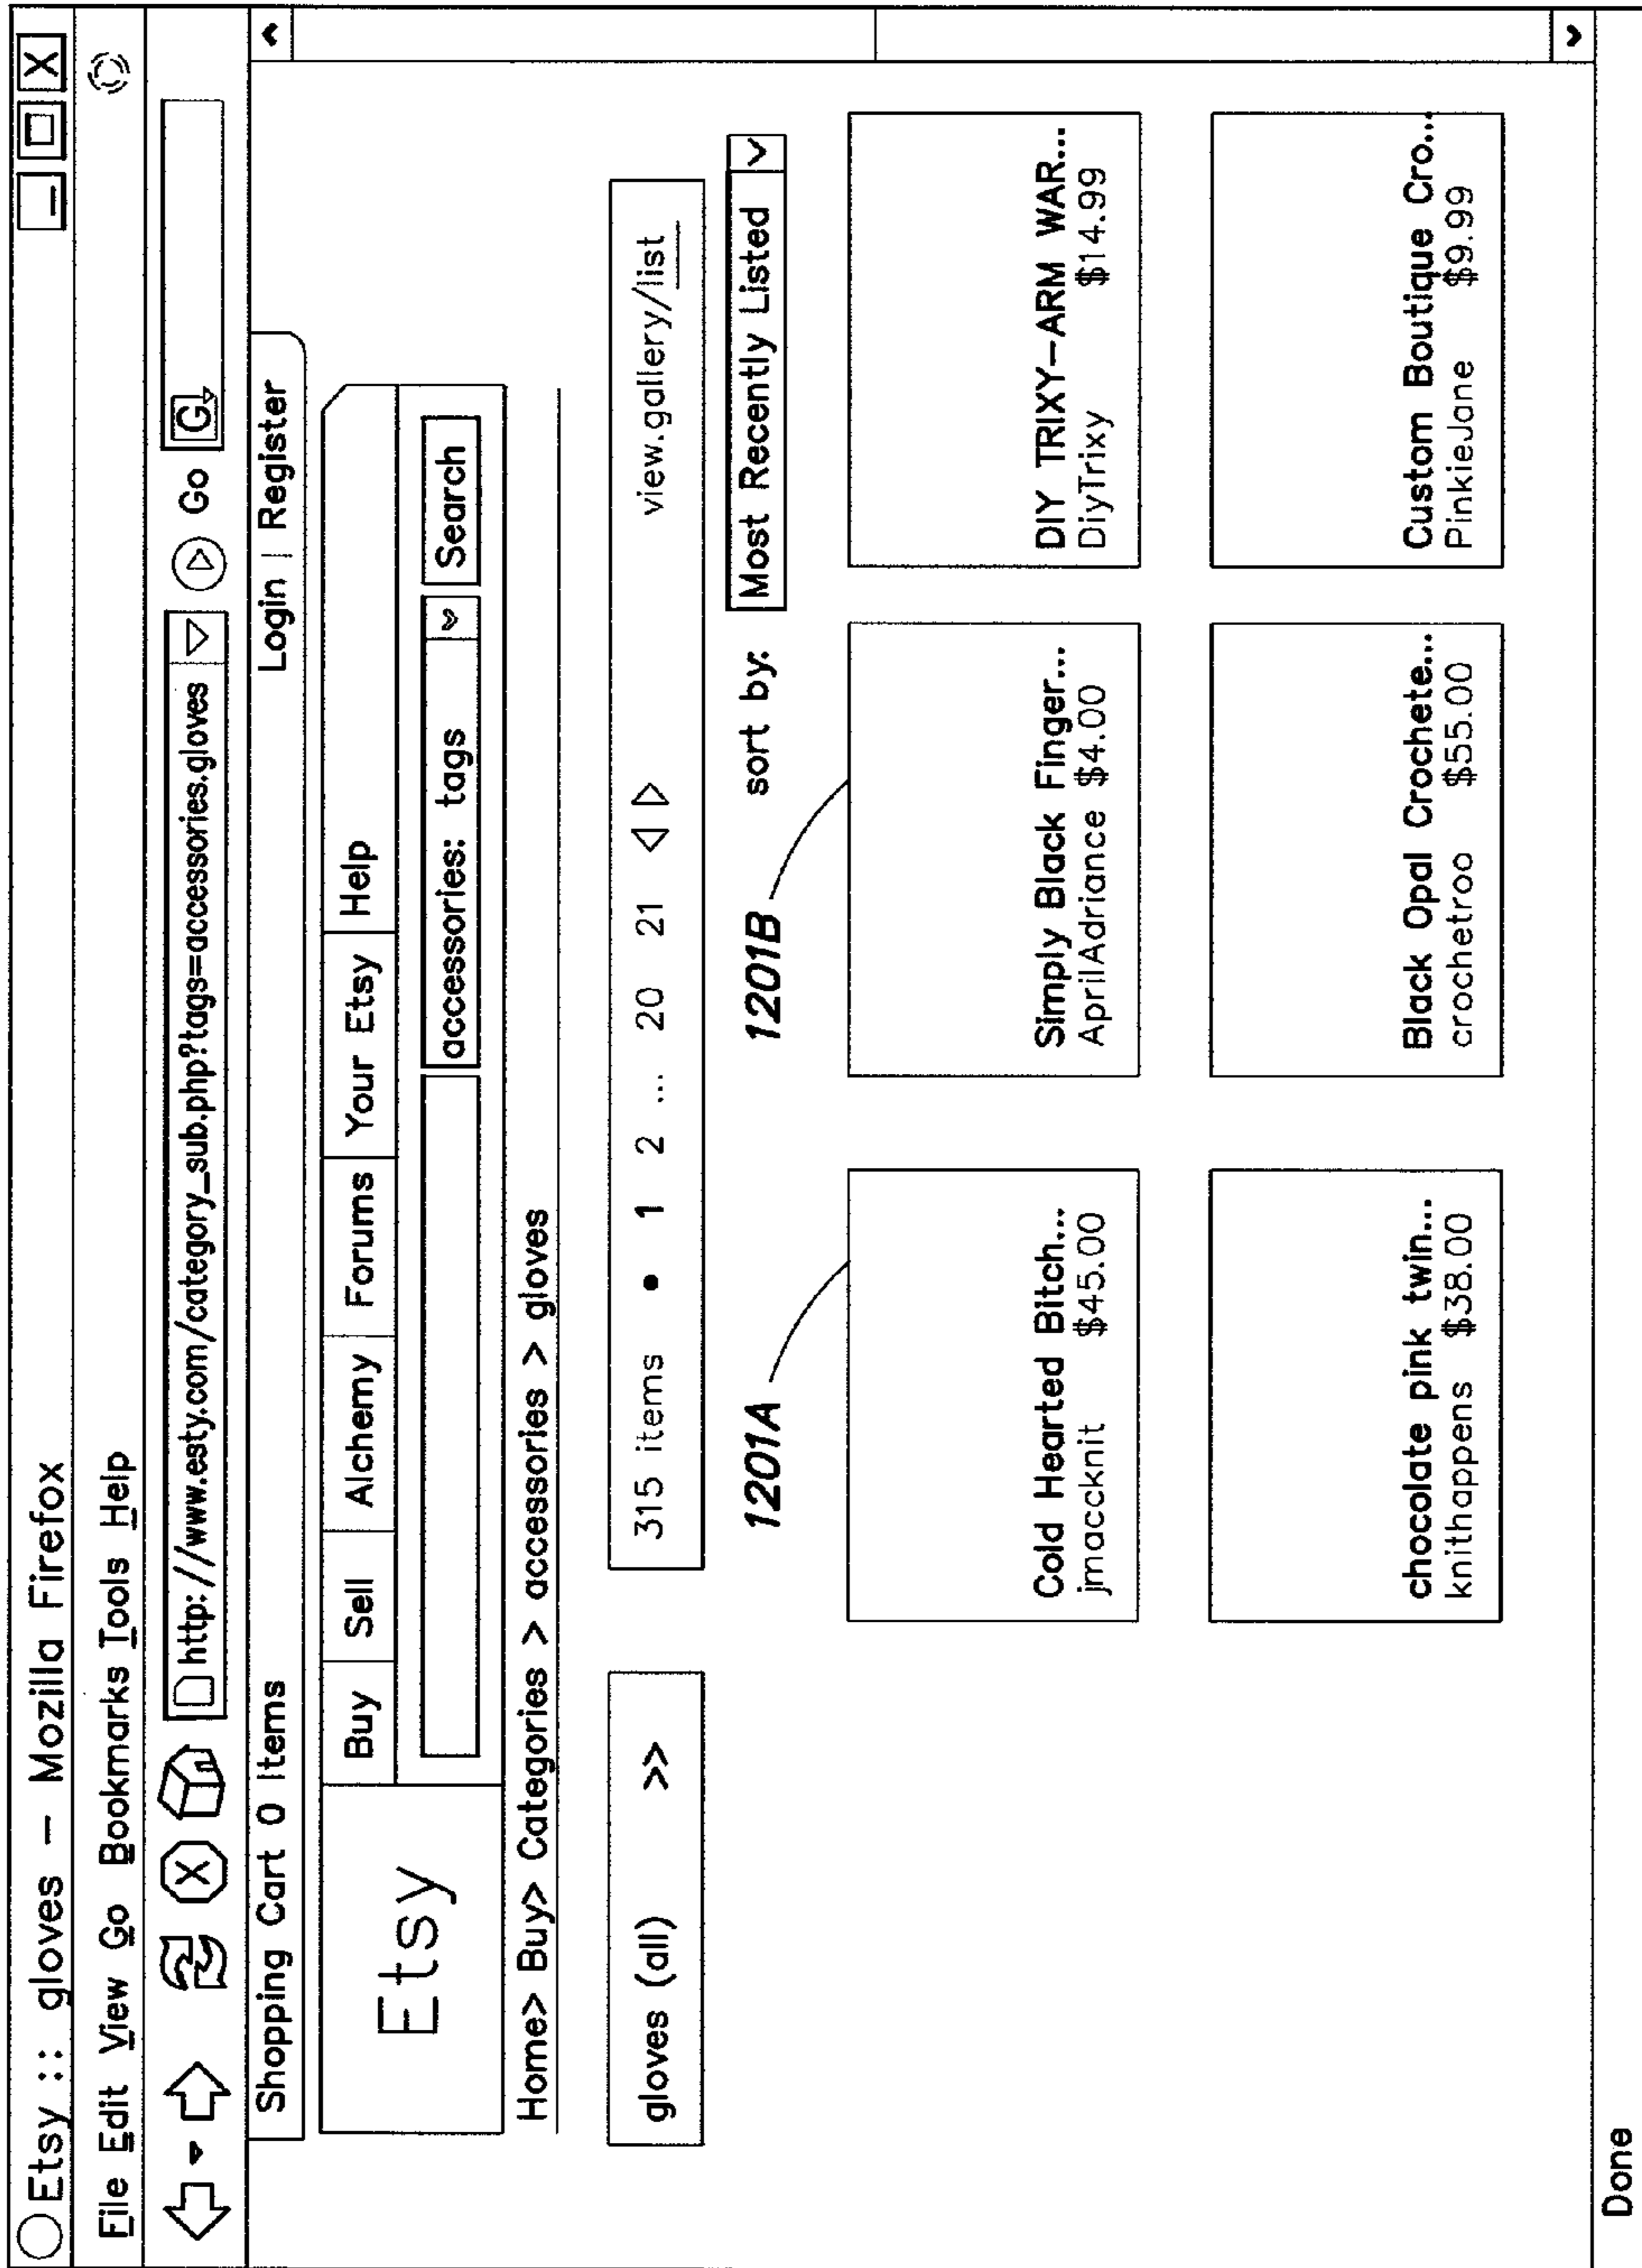 Etsy :: gloves – Mozilla Firefox
File Edit View Go Bookmarks Tools Help
http: //www.esty.com/category_sub.php?tags=accessories.gloves Go G
Shopping Cart 0 Items Login | Register
Etsy
Buy Sell Alchemy Forums Your Etsy Help
accessories: tags Search
Home> Buy> Categories > accessories > gloves
gloves (all) >>
315 items • 1 2 ... 20 21 view.gallery/list
1201A 1201B sort by: Most Recently Listed
Cold Hearted Bitch... Simply Black Finger... DIY TRIXY–ARM WAR...
jmaccknit $45.00 AprilAdriance $4.00 DiyTrixy $14.99
chocolate pink twin... Black Opal Crochete... Custom Boutique Cro...
knithappens $38.00 crochetroo $55.00 PinkieJane $9.99
Done